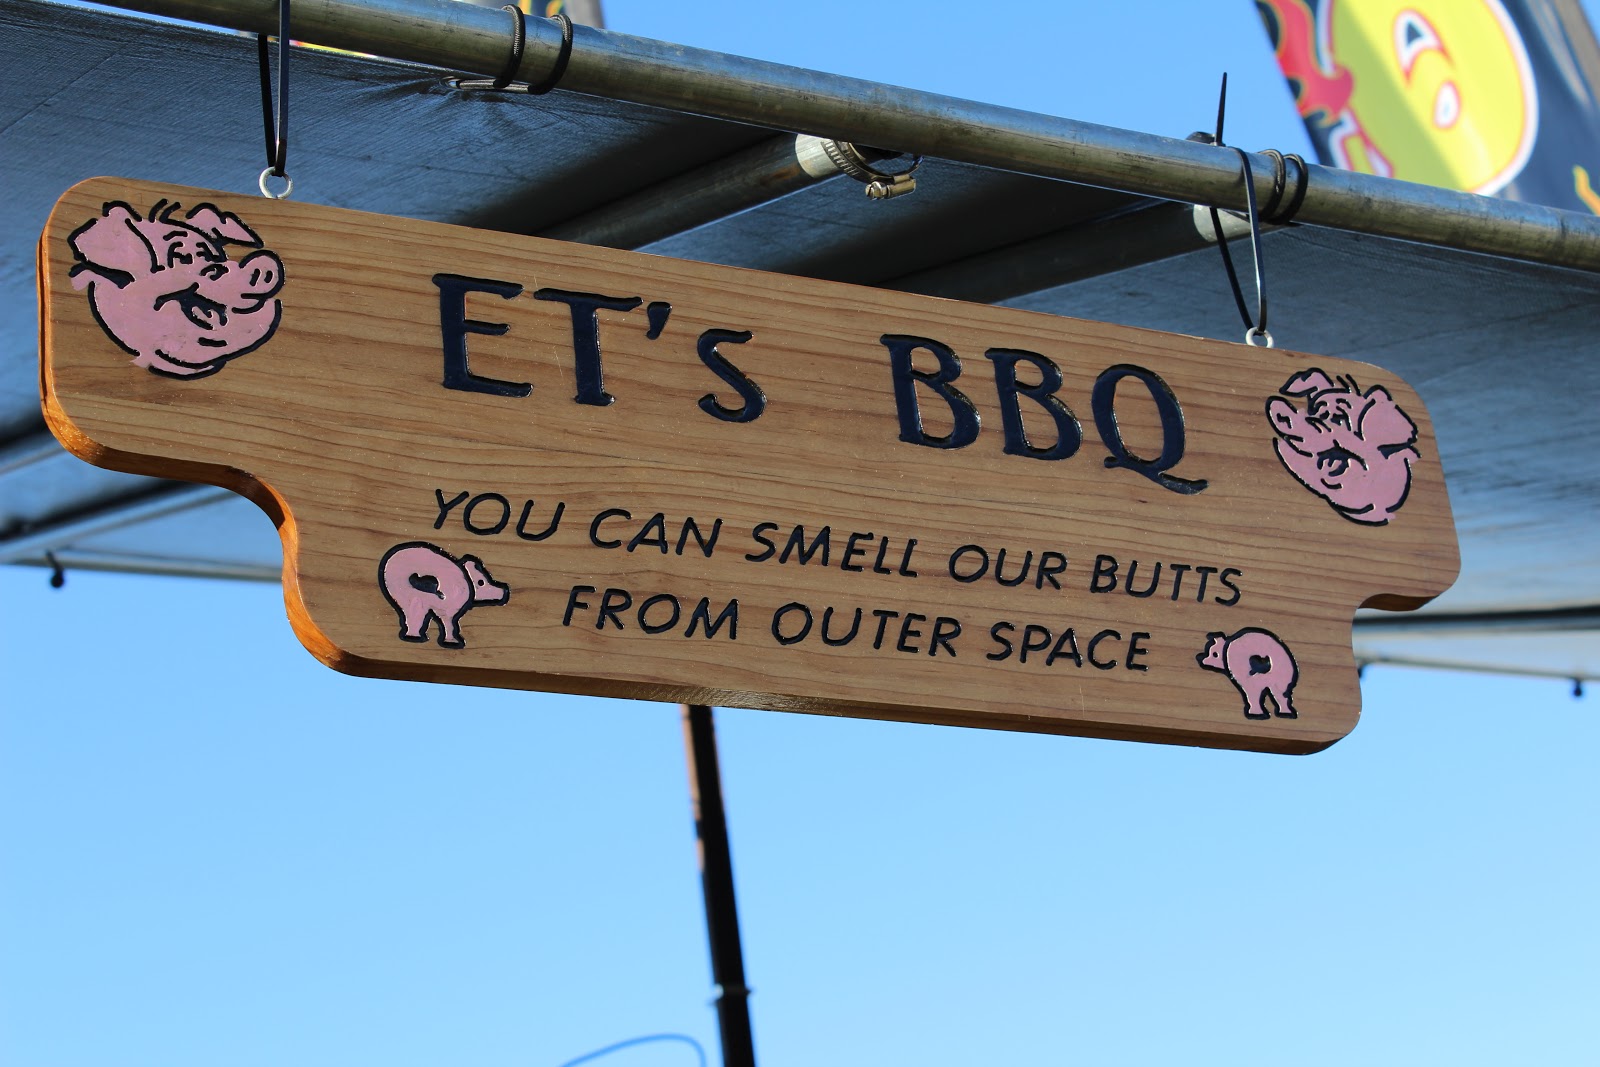 ET'S BBQ
YOU CAN SMELL OUR BUTTS
FROM OUTER SPACE